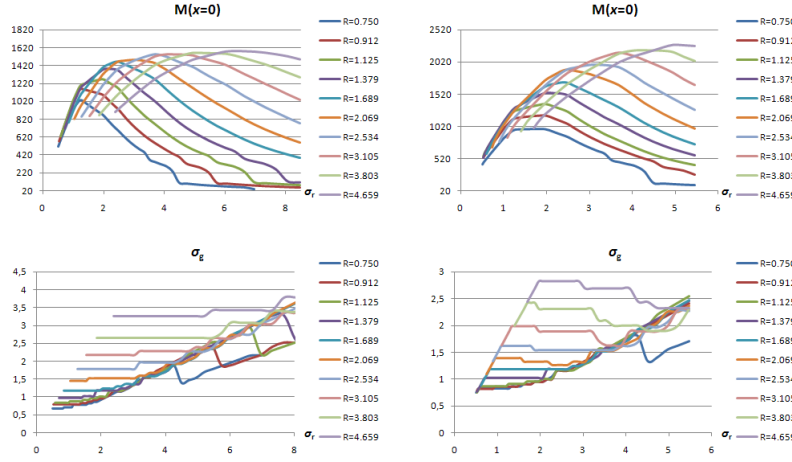 M(x=0)
1820
1620
1420
1220
1020
820
620
420
220
20
0
2
4
6
8
σr
R=0.750
R=0.912
R=1.125
R=1.379
R=1.689
R=2.069
R=2.534
R=3.105
R=3.803
R=4.659
M(x=0)
2520
2020
1520
1020
520
20
0
1
2
3
4
5
6
σr
R=0.750
R=0.912
R=1.125
R=1.379
R=1.689
R=2.069
R=2.534
R=3.105
R=3.803
R=4.659
σg
4,5
4
3,5
3
2,5
2
1,5
1
0,5
0
0
2
4
6
8
σr
R=0.750
R=0.912
R=1.125
R=1.379
R=1.689
R=2.069
R=2.534
R=3.105
R=3.803
R=4.659
σg
3
2,5
2
1,5
1
0,5
0
0
1
2
3
4
5
6
σr
R=0.750
R=0.912
R=1.125
R=1.379
R=1.689
R=2.069
R=2.534
R=3.105
R=3.803
R=4.659